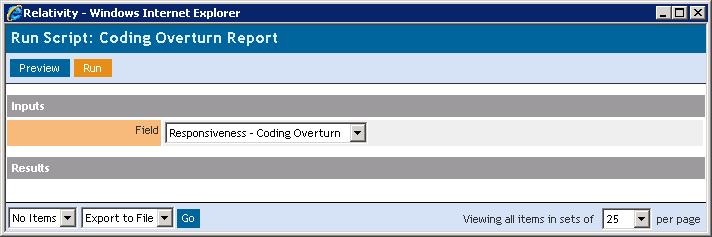 Relativity - Windows Internet Explorer
Run Script: Coding Overturn Report
Preview Run
Inputs
Field Responsiveness - Coding Overturn
Results
No Items Export to File Go Viewing all items in sets of 25 per page